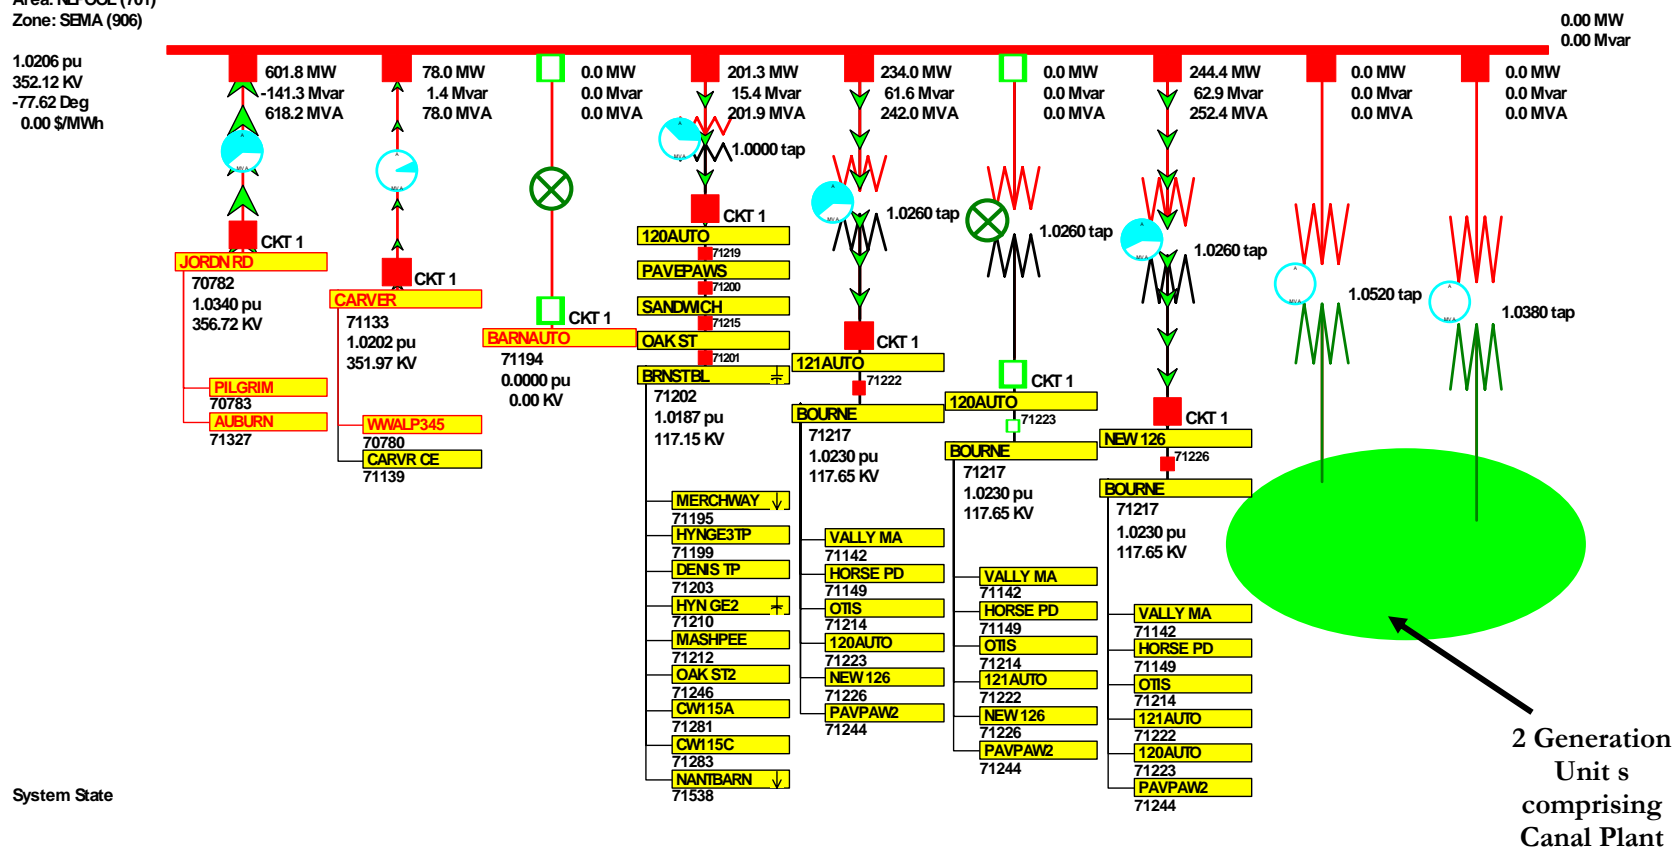 Area: NEPOOL (701)
Zone: SEMA (906)
1.0206 pu
352.12 KV
-77.62 Deg
0.00 $/MWh
0.00 MW
0.00 Mvar
601.8 MW
-141.3 Mvar
618.2 MVA
78.0 MW
1.4 Mvar
78.0 MVA
0.0 MW
0.0 Mvar
0.0 MVA
201.3 MW
15.4 Mvar
201.9 MVA
234.0 MW
61.6 Mvar
242.0 MVA
0.0 MW
0.0 Mvar
0.0 MVA
244.4 MW
62.9 Mvar
252.4 MVA
0.0 MW
0.0 Mvar
0.0 MVA
0.0 MW
0.0 Mvar
0.0 MVA
A
MVA
CKT 1
JORDN RD
70782
1.0340 pu
356.72 KV
PILGRIM
70783
AUBURN
71327
A
MVA
CKT 1
CARVER
71133
1.0202 pu
351.97 KV
WWALP345
70780
CARVR CE
71139
CKT 1
BARNAUTO
71194
0.0000 pu
0.00 KV
A
MVA
1.0000 tap
CKT 1
120AUTO
71219
PAVEPAWS
71200
SANDWICH
71215
OAK ST
71201
BRNSTBL
71202
1.0187 pu
117.15 KV
MERCHWAY
71195
HYNGE3TP
71199
DENIS TP
71203
HYN GE2
71210
MASHPEE
71212
OAK ST2
71246
CW115A
71281
CW115C
71283
NANTBARN
71538
A
MVA
1.0260 tap
CKT 1
121AUTO
71222
BOURNE
71217
1.0230 pu
117.65 KV
VALLY MA
71142
HORSE PD
71149
OTIS
71214
120AUTO
71223
NEW 126
71226
PAVPAW2
71244
1.0260 tap
CKT 1
120AUTO
71223
BOURNE
71217
1.0230 pu
117.65 KV
VALLY MA
71142
HORSE PD
71149
OTIS
71214
121AUTO
71222
NEW 126
71226
PAVPAW2
71244
A
MVA
1.0260 tap
CKT 1
NEW 126
71226
BOURNE
71217
1.0230 pu
117.65 KV
VALLY MA
71142
HORSE PD
71149
OTIS
71214
121AUTO
71222
120AUTO
71223
PAVPAW2
71244
A
MVA
1.0520 tap
A
MVA
1.0380 tap
2 Generation
Unit s
comprising
Canal Plant
System State